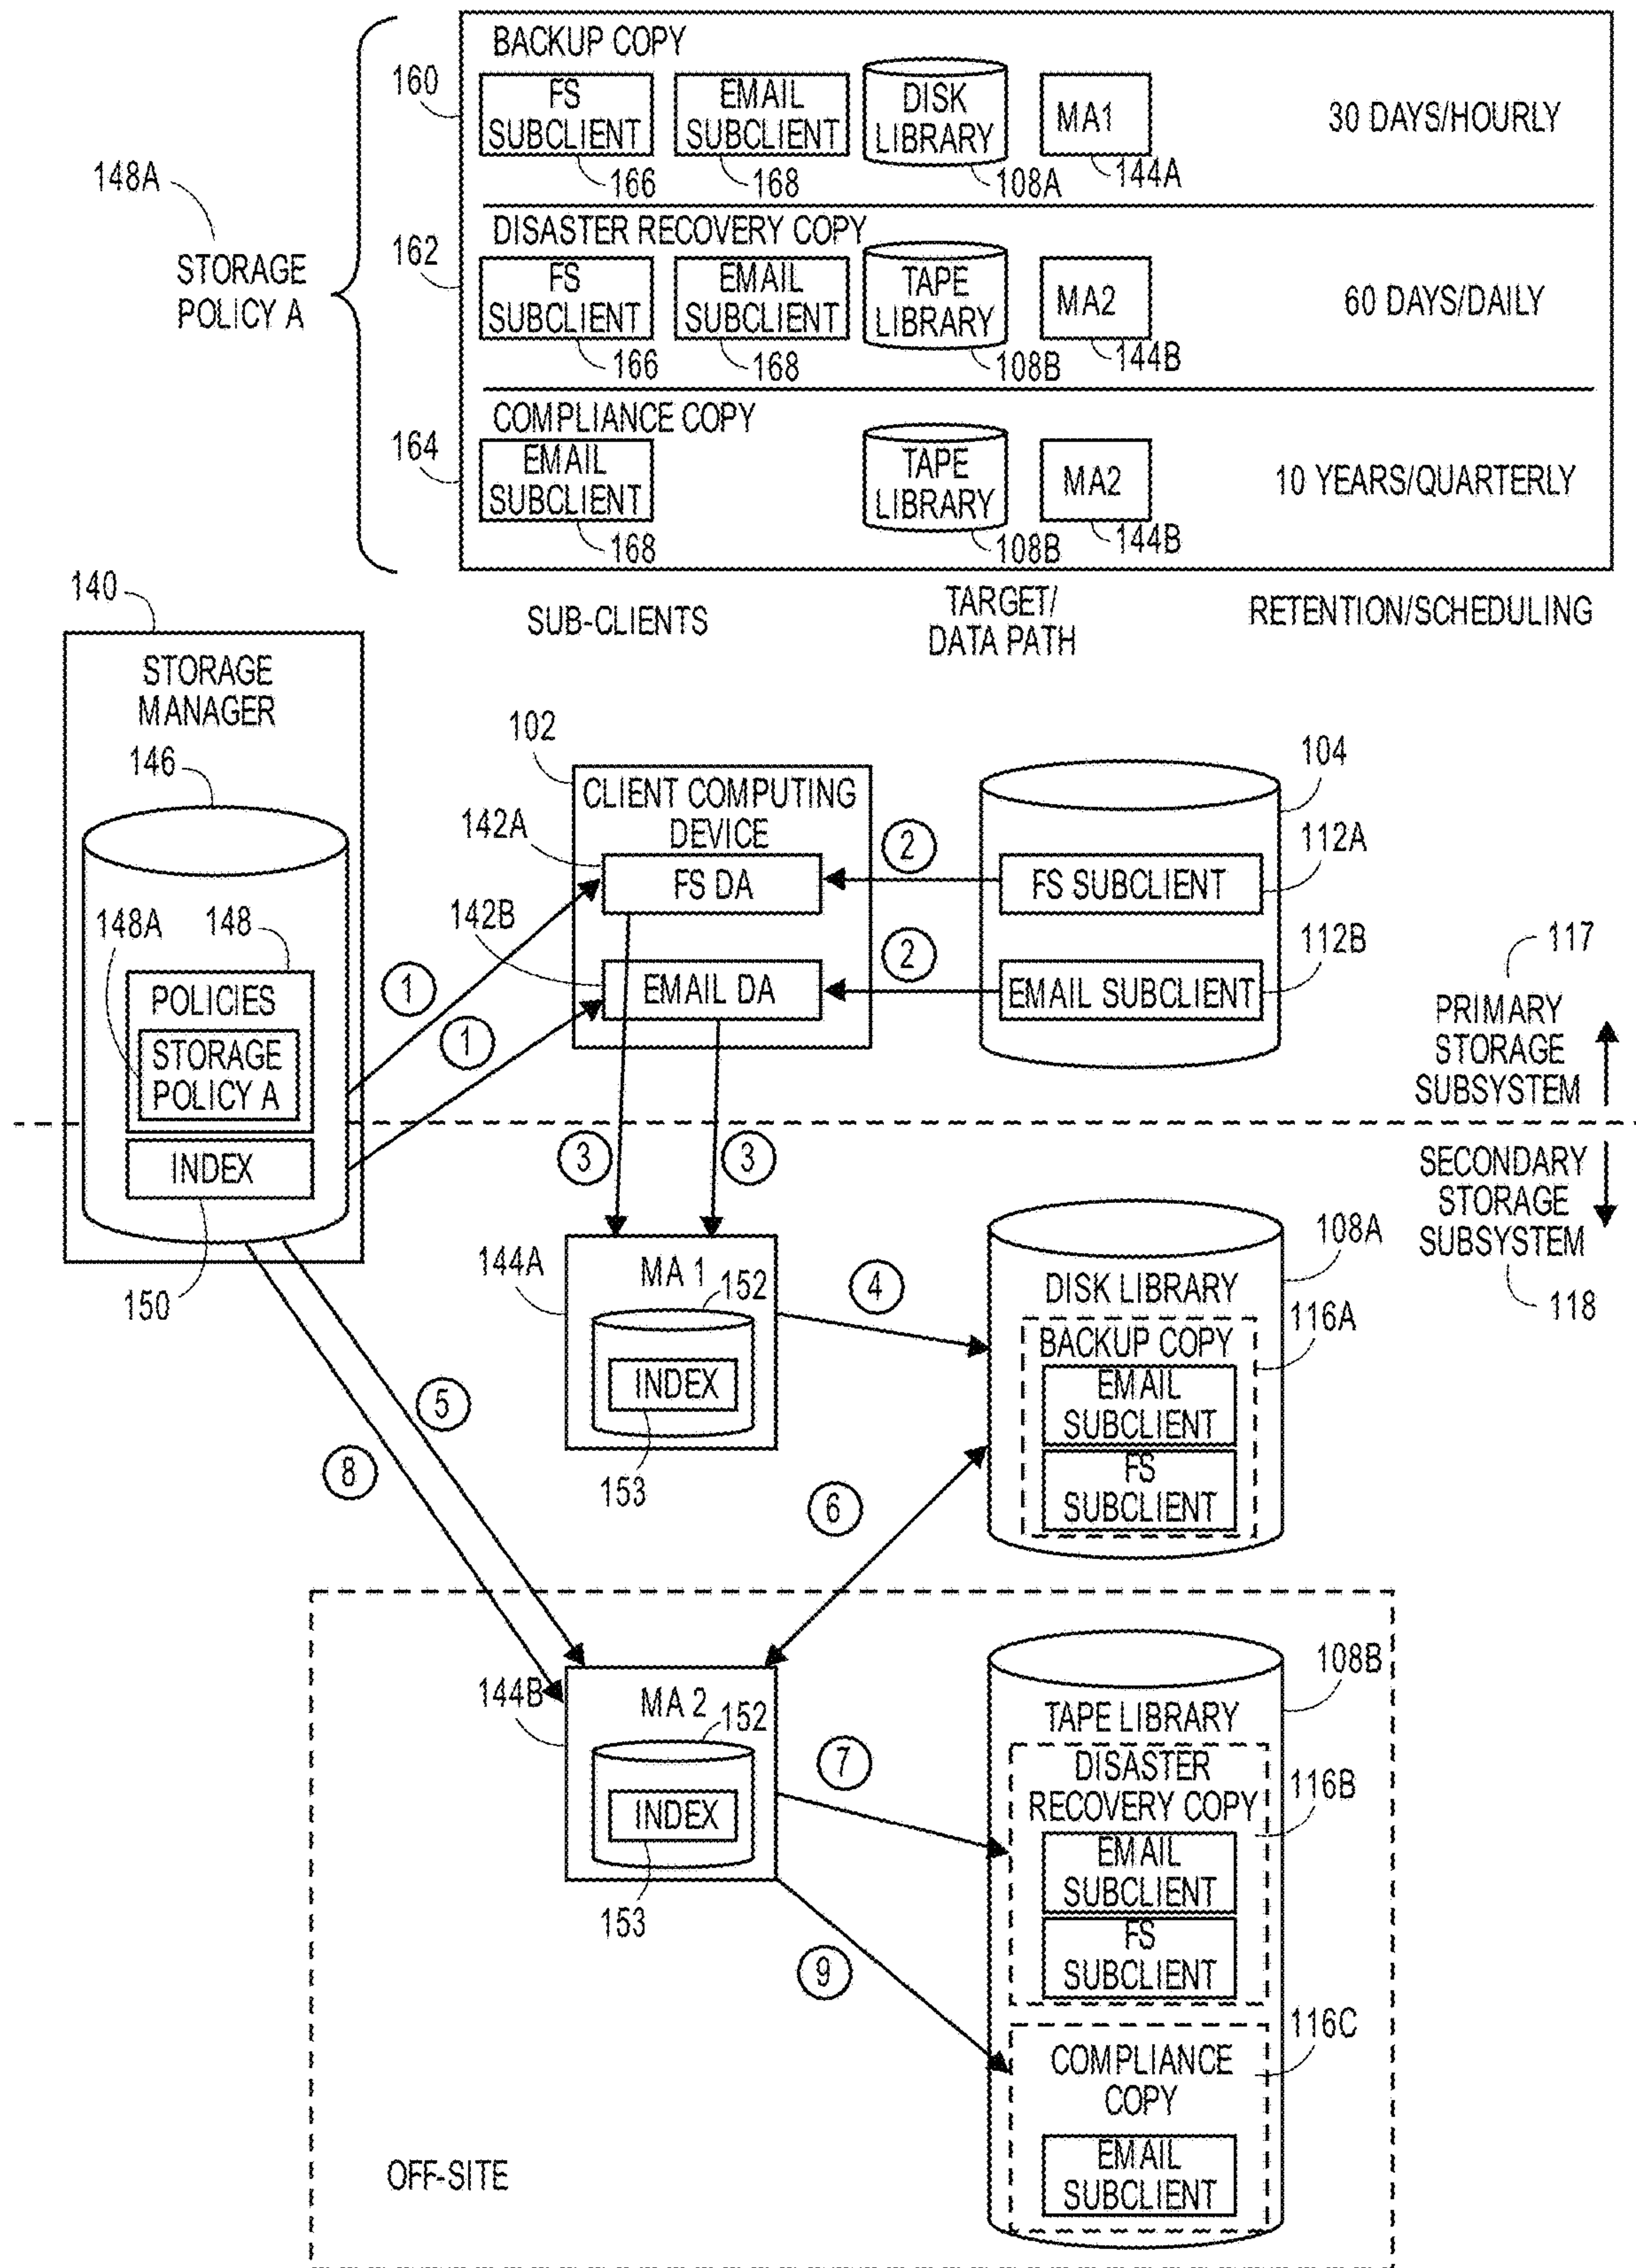 BACKUP COPY
160
FS
SUBCLIENT
166
EMAIL
SUBCLIENT
168
DISK
LIBRARY
108A
MA1
144A
30 DAYS/HOURLY
148A
STORAGE
POLICY A
DISASTER RECOVERY COPY
162
FS
SUBCLIENT
166
EMAIL
SUBCLIENT
168
TAPE
LIBRARY
108B
MA2
144B
60 DAYS/DAILY
COMPLIANCE COPY
164
EMAIL
SUBCLIENT
168
TAPE
LIBRARY
108B
MA2
144B
10 YEARS/QUARTERLY
SUB-CLIENTS
TARGET/
DATA PATH
RETENTION/SCHEDULING
140
STORAGE
MANAGER
146
148A
148
POLICIES
STORAGE
POLICY A
INDEX
150
102
CLIENT COMPUTING
DEVICE
142A
FS DA
142B
EMAIL DA
104
FS SUBCLIENT
112A
EMAIL SUBCLIENT
112B
1
1
2
2
117
PRIMARY
STORAGE
SUBSYSTEM
SECONDARY
STORAGE
SUBSYSTEM
118
3
3
144A
MA 1
152
INDEX
153
4
108A
DISK LIBRARY
116A
BACKUP COPY
EMAIL
SUBCLIENT
FS
SUBCLIENT
5
8
6
144B
MA 2
152
INDEX
153
7
9
108B
TAPE LIBRARY
DISASTER
RECOVERY COPY
116B
EMAIL
SUBCLIENT
FS
SUBCLIENT
116C
COMPLIANCE
COPY
EMAIL
SUBCLIENT
OFF-SITE